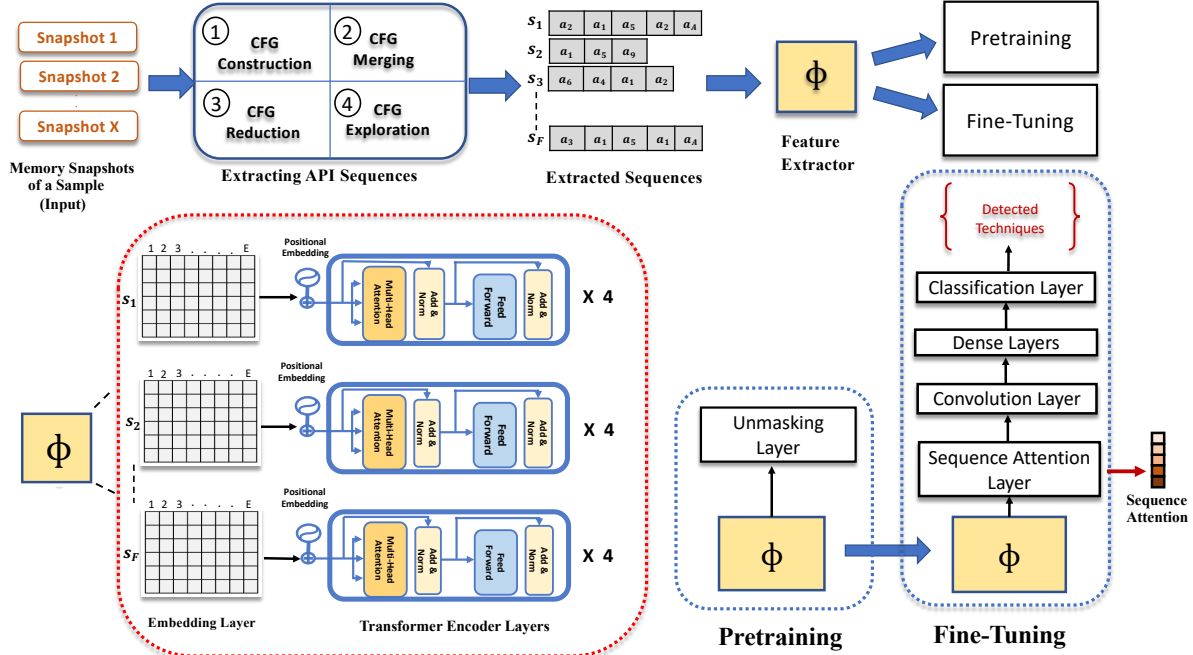 Snapshot 1
Snapshot 2
Snapshot X
Memory Snapshots
of a Sample
(Input)
1 CFG
Construction
2 CFG
Merging
3 CFG
Reduction
4 CFG
Exploration
Extracting API Sequences
s1 a2 a1 a5 a2 aA
s2 a1 a5 a9
s3 a6 a4 a1 a2
sF a3 a1 a5 a1 aA
Extracted Sequences
ϕ
Feature
Extractor
Pretraining
Fine-Tuning
ϕ
1 2 3 . . . . E
s1
Positional
Embedding
Multi-Head
Attention
Add &
Norm
Feed
Forward
Add &
Norm
X 4
1 2 3 . . . . E
s2
Positional
Embedding
Multi-Head
Attention
Add &
Norm
Feed
Forward
Add &
Norm
X 4
1 2 3 . . . . E
sF
Positional
Embedding
Multi-Head
Attention
Add &
Norm
Feed
Forward
Add &
Norm
X 4
Embedding Layer
Transformer Encoder Layers
Unmasking
Layer
ϕ
Pretraining
{ Detected
Techniques }
Classification Layer
Dense Layers
Convolution Layer
Sequence Attention
Layer
Sequence
Attention
ϕ
Fine-Tuning